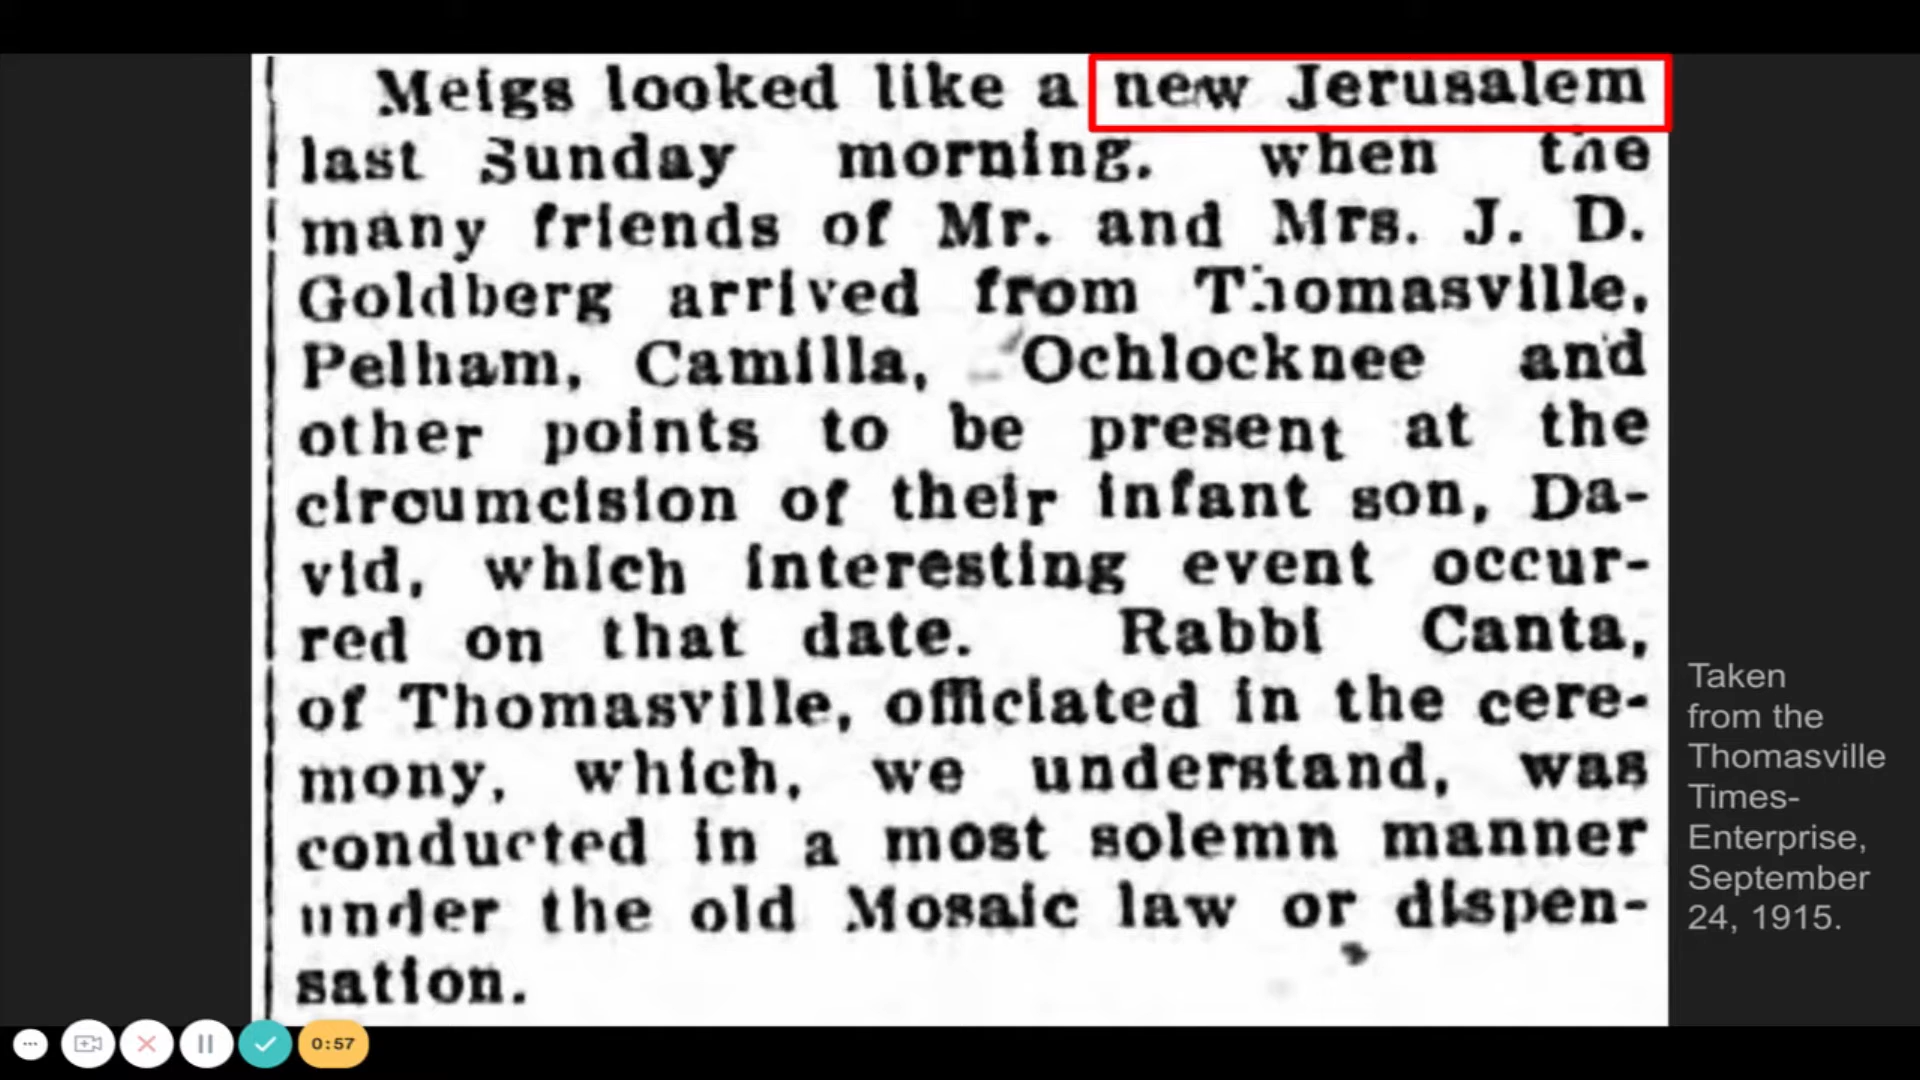 Meigs looked like a new Jerusalem
last Sunday morning, when the
many friends of Mr. and Mrs. J. D.
Goldberg arrived from Thomasville,
Pelham, Camilla, Ochlocknee and
other points to be present at the
circumcision of their infant son, Da-
vid, which interesting event occur-
red on that date. Rabbi Canta,
of Thomasville, officiated in the cere-
mony, which, we understand, was
conducted in a most solemn manner
under the old Mosaic law or dispen-
sation.
Taken
from the
Thomasville
Times-
Enterprise,
September
24, 1915.
0:57